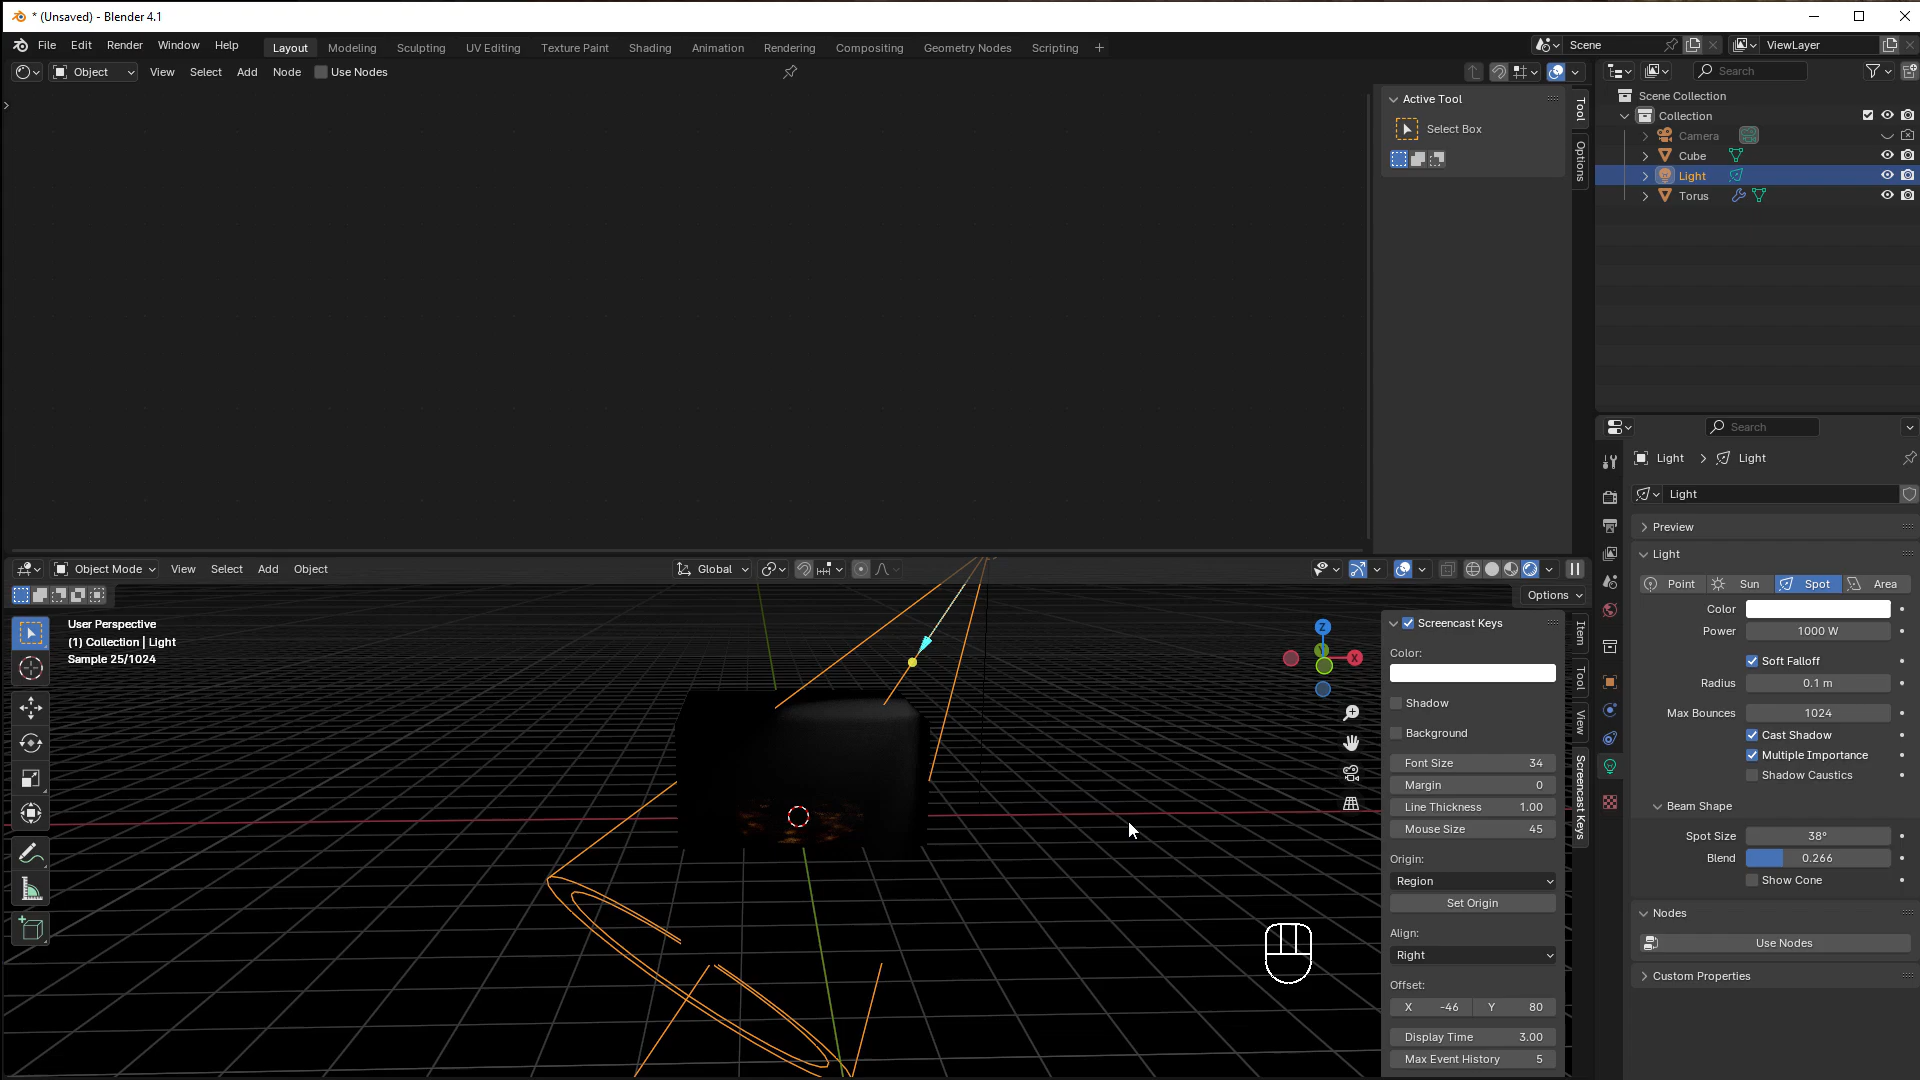 * (Unsaved) - Blender 4.1
File Edit Render Window Help Layout Modeling Sculpting UV Editing Texture Paint Shading Animation Rendering Compositing Geometry Nodes Scripting + Scene ViewLayer
Object View Select Add Node Use Nodes
Search
Active Tool
Select Box
Tool
Options
Scene Collection
Collection
Camera
Cube
Light
Torus
Object Mode View Select Add Object Global
Options
User Perspective
(1) Collection | Light
Sample 25/1024
Z
Y
X
Screencast Keys
Color:
Shadow
Background
Font Size 34
Margin 0
Line Thickness 1.00
Mouse Size 45
Origin:
Region
Set Origin
Align:
Right
Offset:
X -46 Y 80
Display Time 3.00
Max Event History 5
Item
Tool
View
Screencast Keys
Search
Light > Light
Light
Preview
Light
Point Sun Spot Area
Color
Power 1000 W
Soft Falloff
Radius 0.1 m
Max Bounces 1024
Cast Shadow
Multiple Importance
Shadow Caustics
Beam Shape
Spot Size 38°
Blend 0.266
Show Cone
Nodes
Use Nodes
Custom Properties